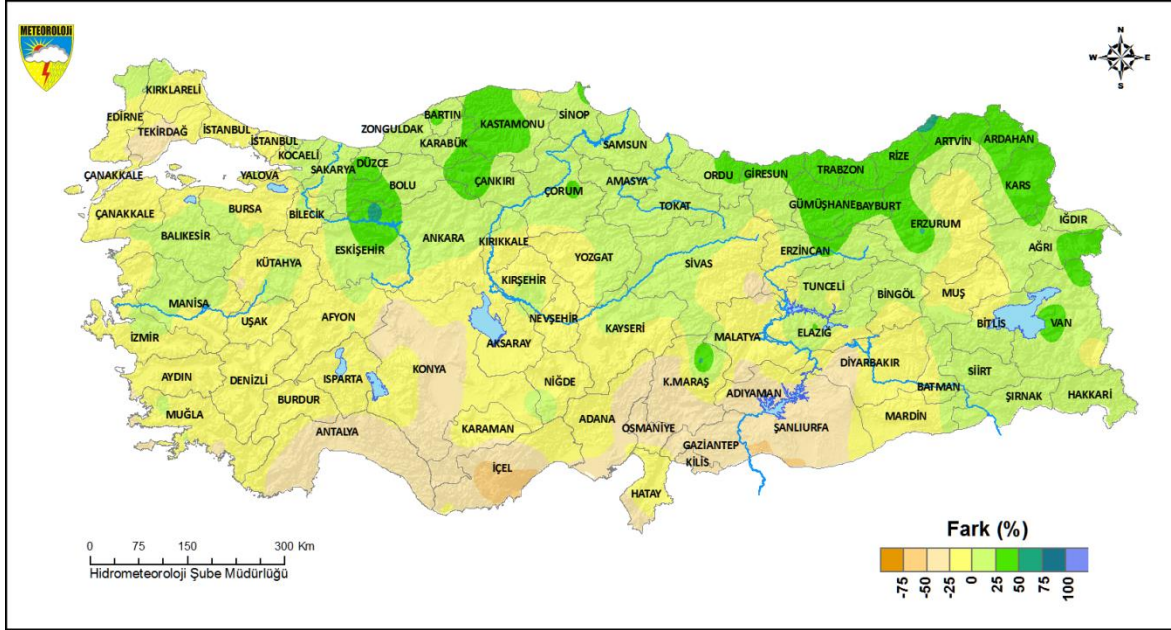 METEOROLOJİ
N
W E
S
KIRKLARELİ
EDİRNE
TEKİRDAĞ
İSTANBUL
İSTANBUL
KOCAELİ
YALOVA
ÇANAKKALE
ÇANAKKALE
BURSA
BİLECİK
SAKARYA
DÜZCE
BOLU
ZONGULDAK
BARTIN
KARABÜK
KASTAMONU
SİNOP
ÇANKIRI
SAMSUN
ÇORUM
AMASYA
TOKAT
ORDU
GİRESUN
TRABZON
RİZE
ARTVİN
ARDAHAN
KARS
GÜMÜŞHANE
BAYBURT
ERZURUM
IĞDIR
AĞRI
ERZİNCAN
BALIKESİR
KÜTAHYA
ESKİŞEHİR
ANKARA
KIRIKKALE
YOZGAT
SİVAS
TUNCELİ
BİNGÖL
MUŞ
BİTLİS
VAN
MANİSA
UŞAK
AFYON
KIRŞEHİR
NEVŞEHİR
KAYSERİ
MALATYA
ELAZIĞ
DİYARBAKIR
İZMİR
AKSARAY
AYDIN
DENİZLİ
ISPARTA
BURDUR
KONYA
NİĞDE
K.MARAŞ
ADIYAMAN
BATMAN
SİİRT
ŞIRNAK
HAKKARİ
MARDİN
MUĞLA
ANTALYA
KARAMAN
ADANA
OSMANİYE
ŞANLIURFA
GAZİANTEP
KİLİS
İÇEL
HATAY
0 75 150 300 Km
Hidrometeoroloji Şube Müdürlüğü
Fark (%)
-75 -50 -25 0 25 50 75 100